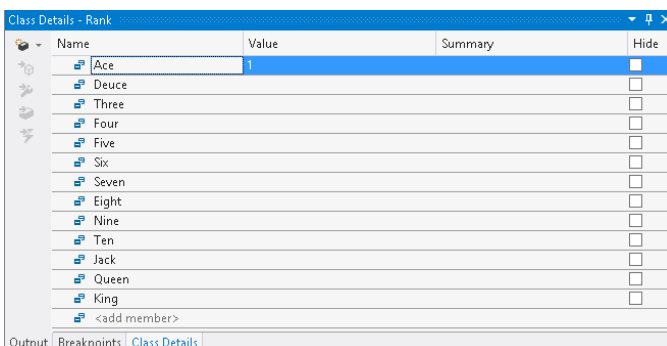 Class Details - Rank
Name Value Summary Hide
Ace 1
Deuce
Three
Four
Five
Six
Seven
Eight
Nine
Ten
Jack
Queen
King
<add member>
Output Breakpoints Class Details